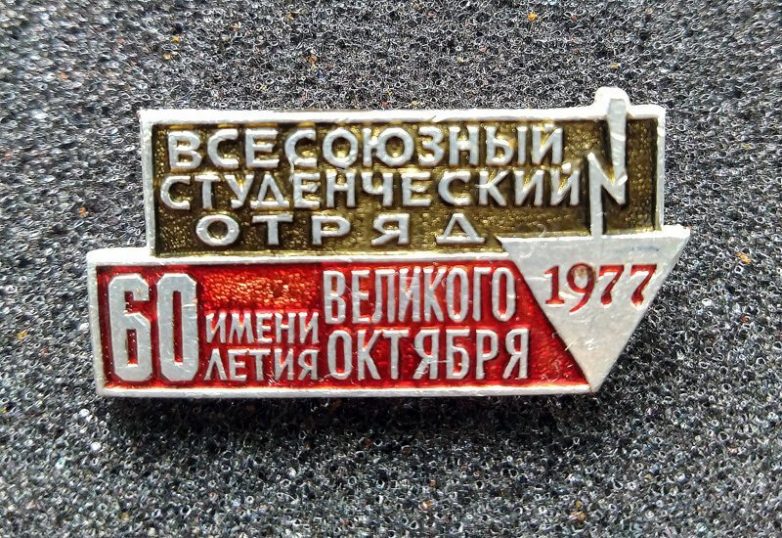 ВСЕСОЮЗНЫЙ
СТУДЕНЧЕСКИЙ
ОТРЯД
60 ИМЕНИ
ЛЕТИЯ
ВЕЛИКОГО
ОКТЯБРЯ
1977